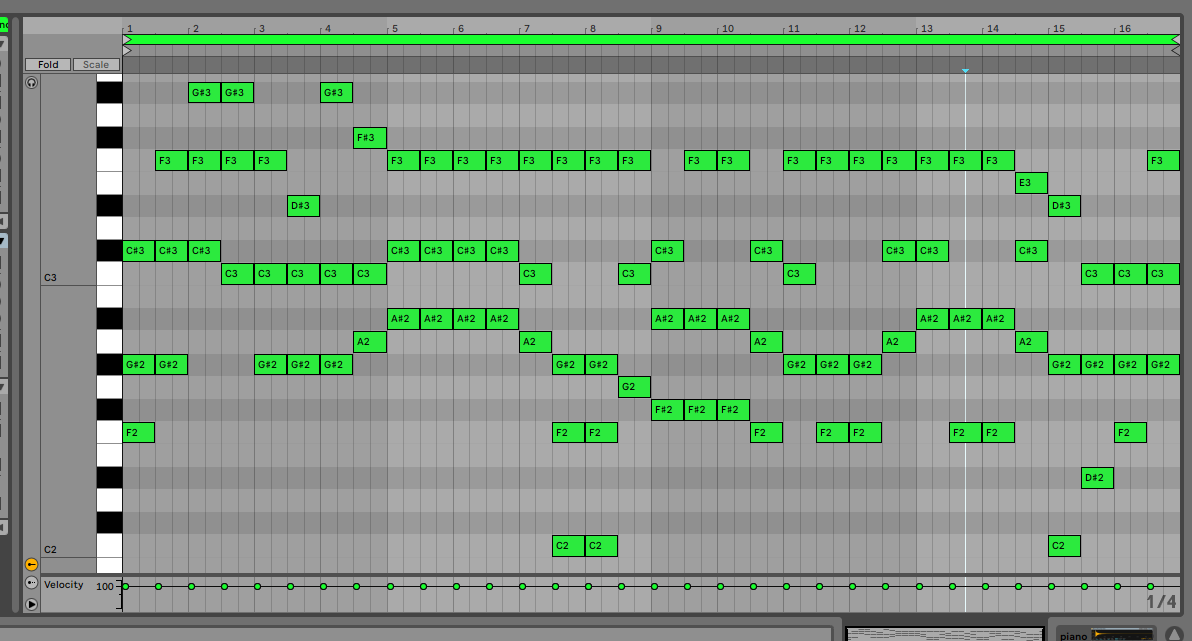 1 2 3 4 5 6 7 8 9 10 11 12 13 14 15 16
Fold Scale
G#3 G#3 G#3
F#3
F3 F3 F3 F3 F3 F3 F3 F3 F3 F3 F3 F3 F3 F3 F3 F3 F3 F3 F3 F3 F3 F3
E3
D#3 D#3
C#3 C#3 C#3 C#3 C#3 C#3 C#3 C#3 C#3 C#3 C#3 C#3
C3 C3 C3 C3 C3 C3 C3 C3 C3 C3 C3 C3
A#2 A#2 A#2 A#2 A#2 A#2 A#2 A#2 A#2 A#2
A2 A2 A2 A2 A2
G#2 G#2 G#2 G#2 G#2 G#2 G#2 G#2 G#2 G#2 G#2 G#2 G#2 G#2
G2
F#2 F#2 F#2
F2 F2 F2 F2 F2 F2 F2 F2 F2
D#2
C2 C2 C2 C2
Velocity 100
1/4
piano